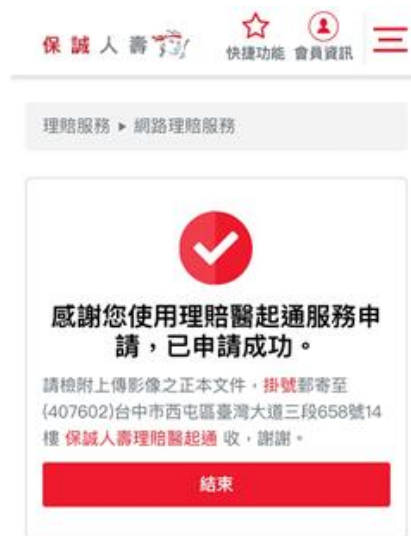 保誠人壽
快捷功能 會員資訊
理賠服務 ▸ 網路理賠服務
感謝您使用理賠醫起通服務申
請，已申請成功。
請檢附上傳影像之正本文件，掛號郵寄至
(407602)台中市西屯區臺灣大道三段658號14
樓 保誠人壽理賠醫起通 收，謝謝。
結束